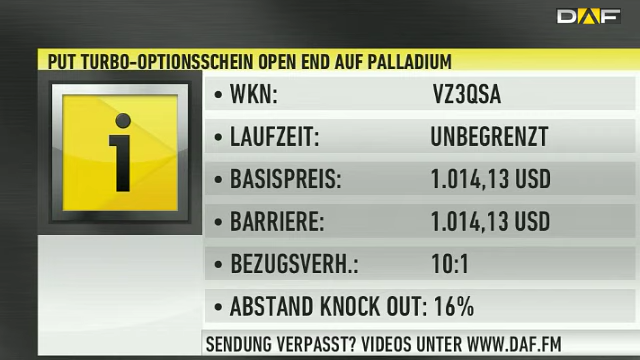 DAF
PUT TURBO-OPTIONSSCHEIN OPEN END AUF PALLADIUM
i
• WKN: VZ3QSA
• LAUFZEIT: UNBEGRENZT
• BASISPREIS: 1.014,13 USD
• BARRIERE: 1.014,13 USD
• BEZUGSVERH.: 10:1
• ABSTAND KNOCK OUT: 16%
SENDUNG VERPASST? VIDEOS UNTER WWW.DAF.FM